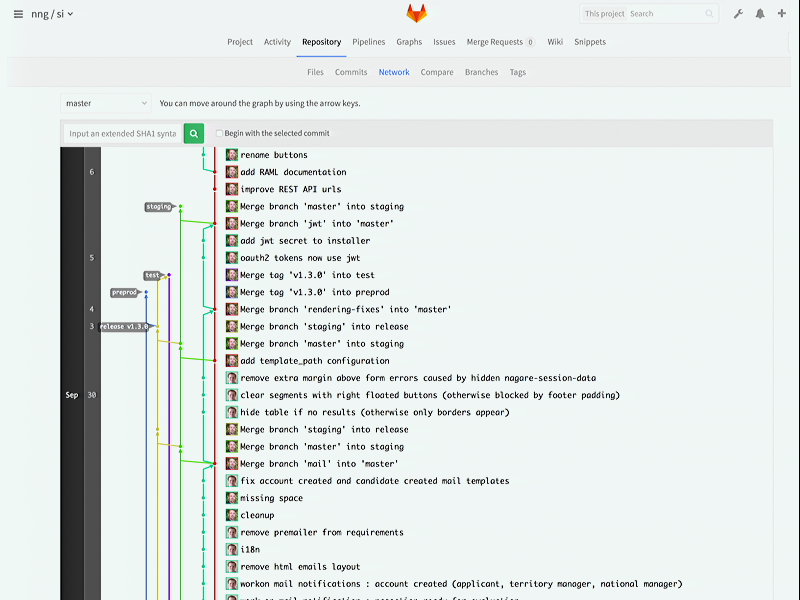 nng / si
This project Search
Project Activity Repository Pipelines Graphs Issues Merge Requests 0 Wiki Snippets
Files Commits Network Compare Branches Tags
master You can move around the graph by using the arrow keys.
Input an extended SHA1 synta Begin with the selected commit
rename buttons
6 add RAML documentation
improve REST API urls
staging Merge branch 'master' into staging
Merge branch 'jwt' into 'master'
add jwt secret to installer
5 oauth2 tokens now use jwt
test Merge tag 'v1.3.0' into test
preprod Merge tag 'v1.3.0' into preprod
4 Merge branch 'rendering-fixes' into 'master'
3 release v1.3.0 Merge branch 'staging' into release
Merge branch 'master' into staging
add template_path configuration
remove extra margin above form errors caused by hidden nagare-session-data
Sep 30 clear segments with right floated buttons (otherwise blocked by footer padding)
hide table if no results (otherwise only borders appear)
Merge branch 'staging' into release
Merge branch 'master' into staging
Merge branch 'mail' into 'master'
fix account created and candidate created mail templates
missing space
cleanup
remove premailer from requirements
i18n
remove html emails layout
workon mail notifications : account created (applicant, territory manager, national manager)